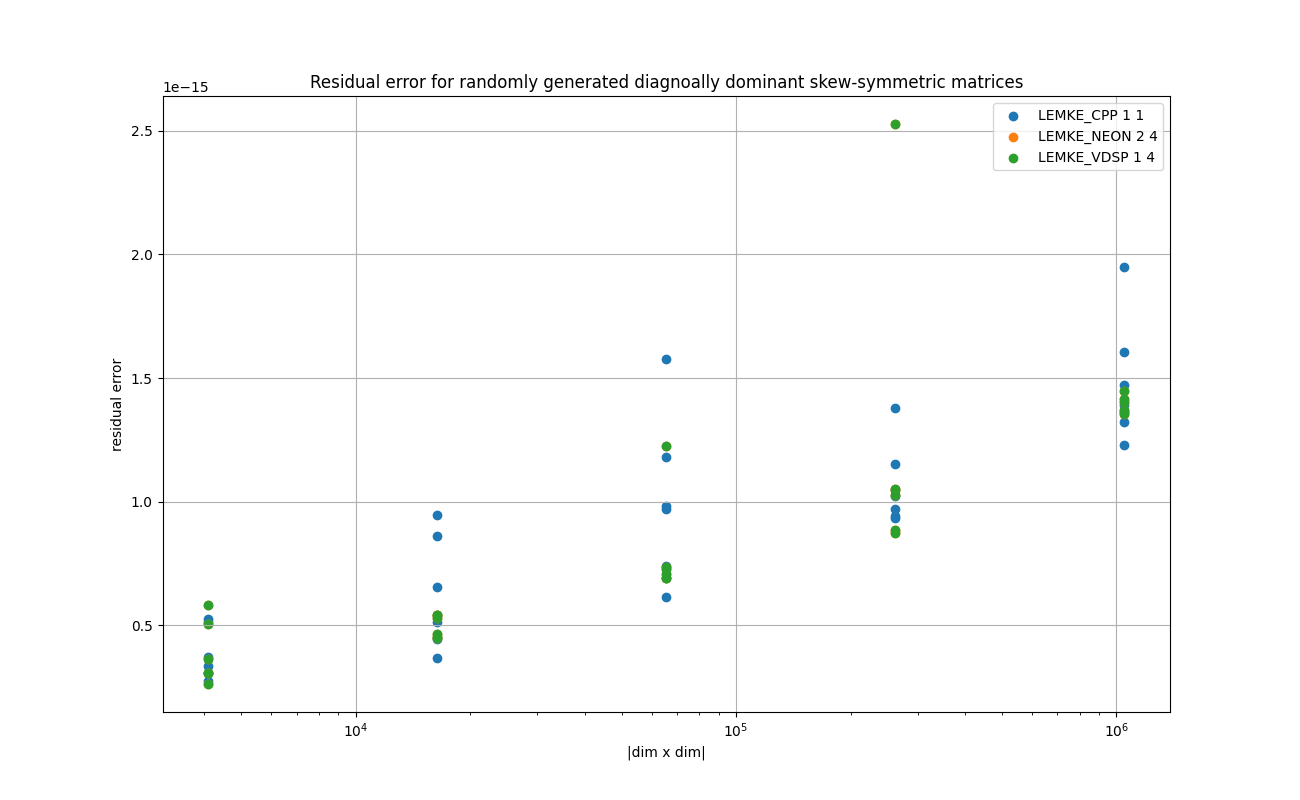 Residual error for randomly generated diagnoally dominant skew-symmetric matrices
1e−15
LEMKE_CPP 1 1
LEMKE_NEON 2 4
LEMKE_VDSP 1 4
2.5
2.0
1.5
1.0
0.5
residual error
10⁴
10⁵
10⁶
|dim x dim|